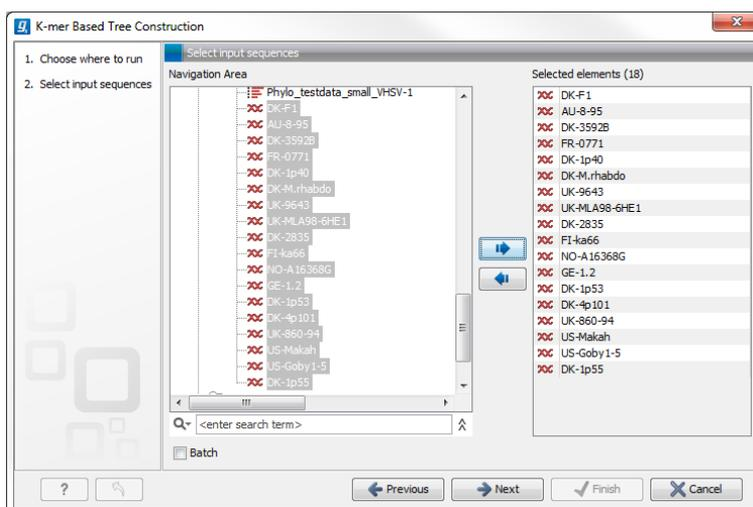 K-mer Based Tree Construction
1. Choose where to run
2. Select input sequences
Select input sequences
Navigation Area
Phylo_testdata_small_VHSV-1
DK-F1
AU-8-95
DK-3592B
FR-0771
DK-1p40
DK-M.rhabdo
UK-9643
UK-MLA98-6HE1
DK-2835
FI-ka66
NO-A16368G
GE-1.2
DK-1p53
DK-4p101
UK-860-94
US-Makah
US-Goby1-5
DK-1p55
<enter search term>
Batch
Selected elements (18)
DK-F1
AU-8-95
DK-3592B
FR-0771
DK-1p40
DK-M.rhabdo
UK-9643
UK-MLA98-6HE1
DK-2835
FI-ka66
NO-A16368G
GE-1.2
DK-1p53
DK-4p101
UK-860-94
US-Makah
US-Goby1-5
DK-1p55
?
Previous
Next
Finish
Cancel